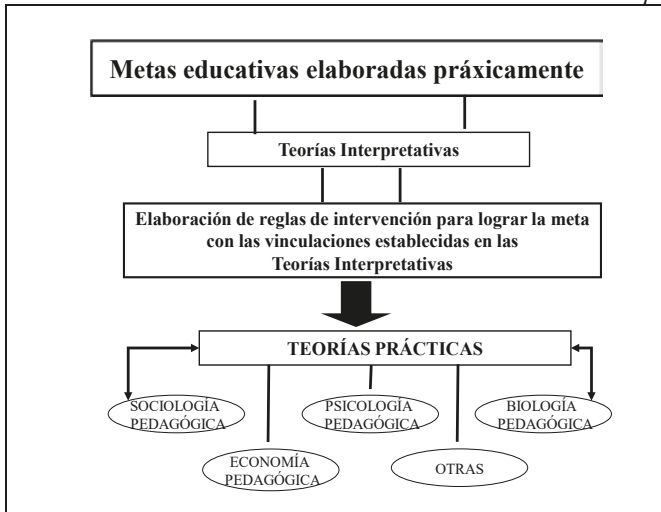 Metas educativas elaboradas práxicamente
Teorías Interpretativas
Elaboración de reglas de intervención para lograr la meta
con las vinculaciones establecidas en las
Teorías Interpretativas
TEORÍAS PRÁCTICAS
SOCIOLOGÍA
PEDAGÓGICA
PSICOLOGÍA
PEDAGÓGICA
BIOLOGÍA
PEDAGÓGICA
ECONOMÍA
PEDAGÓGICA
OTRAS